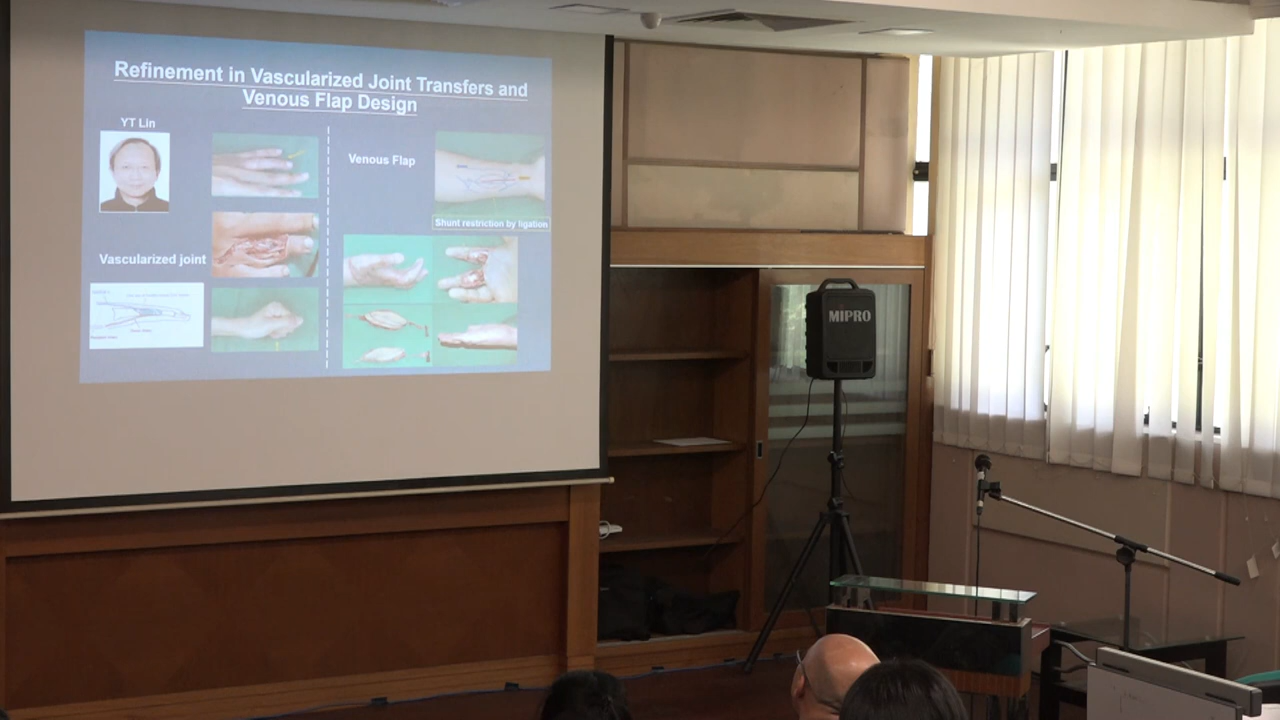 Refinement in Vascularized Joint Transfers and
Venous Flap Design
YT Lin
Venous Flap
Shunt restriction by ligation
Vascularized joint
MIPRO